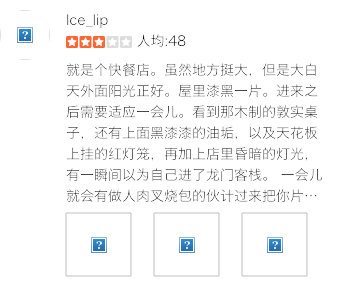 Ice_lip
人均:48
就是个快餐店。虽然地方挺大，但是大白
天外面阳光正好。屋里漆黑一片。进来之
后需要适应一会儿。看到那木制的敦实桌
子，还有上面黑漆漆的油垢，以及天花板
上挂的红灯笼，再加上店里昏暗的灯光，
有一瞬间以为自己进了龙门客栈。 一会儿
就会有做人肉叉烧包的伙计过来把你片…